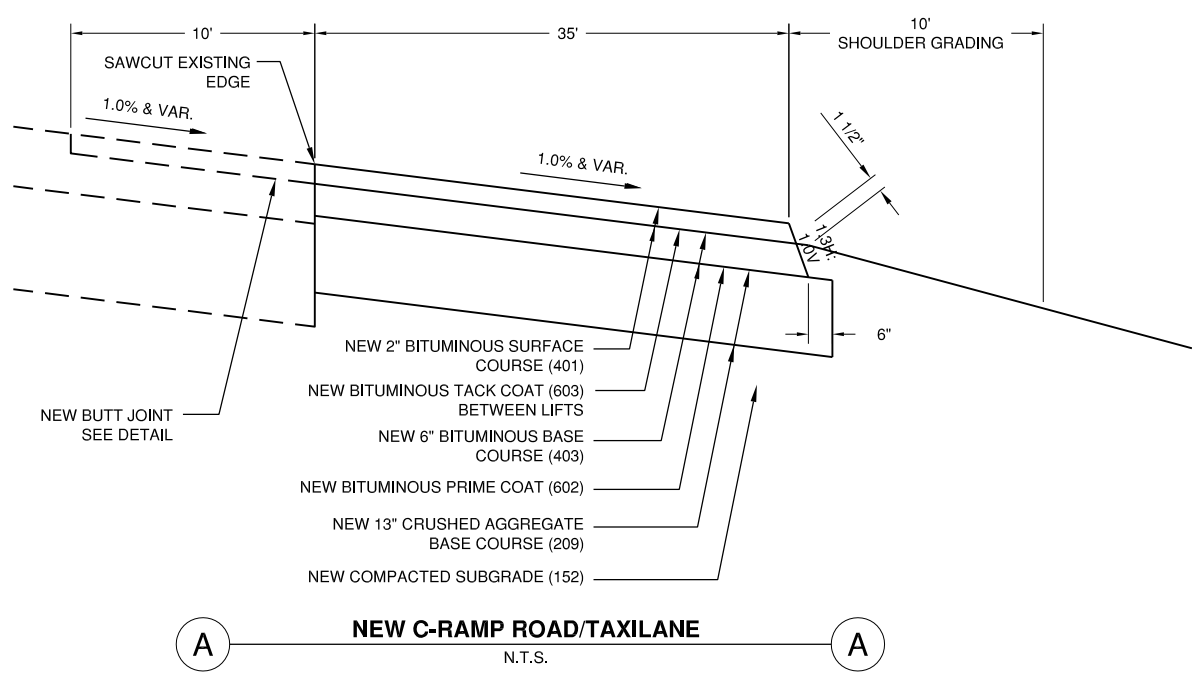 10'
35'
10'
SHOULDER GRADING
SAWCUT EXISTING
EDGE
1.0% & VAR.
1.0% & VAR.
1 1/2"
1.3H:
1.0V
6"
NEW 2" BITUMINOUS SURFACE
COURSE (401)
NEW BITUMINOUS TACK COAT (603)
BETWEEN LIFTS
NEW BUTT JOINT
SEE DETAIL
NEW 6" BITUMINOUS BASE
COURSE (403)
NEW BITUMINOUS PRIME COAT (602)
NEW 13" CRUSHED AGGREGATE
BASE COURSE (209)
NEW COMPACTED SUBGRADE (152)
A
NEW C-RAMP ROAD/TAXILANE
A
N.T.S.